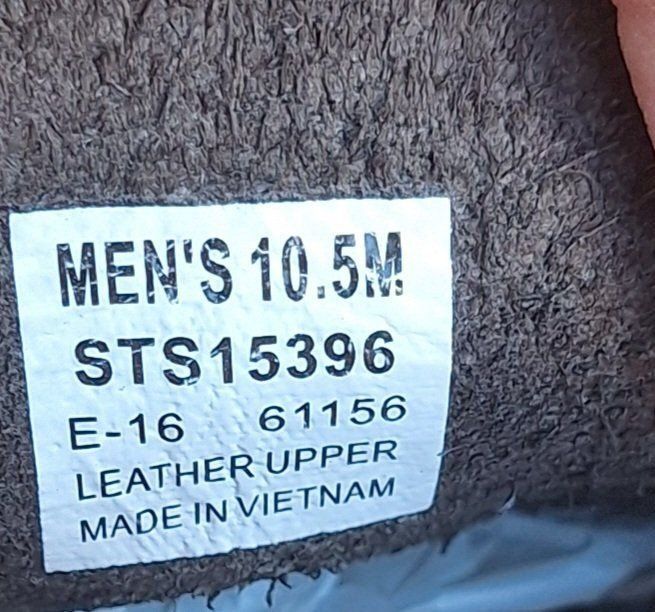 MEN'S 10.5M
STS15396
E-16 61156
LEATHER UPPER
MADE IN VIETNAM